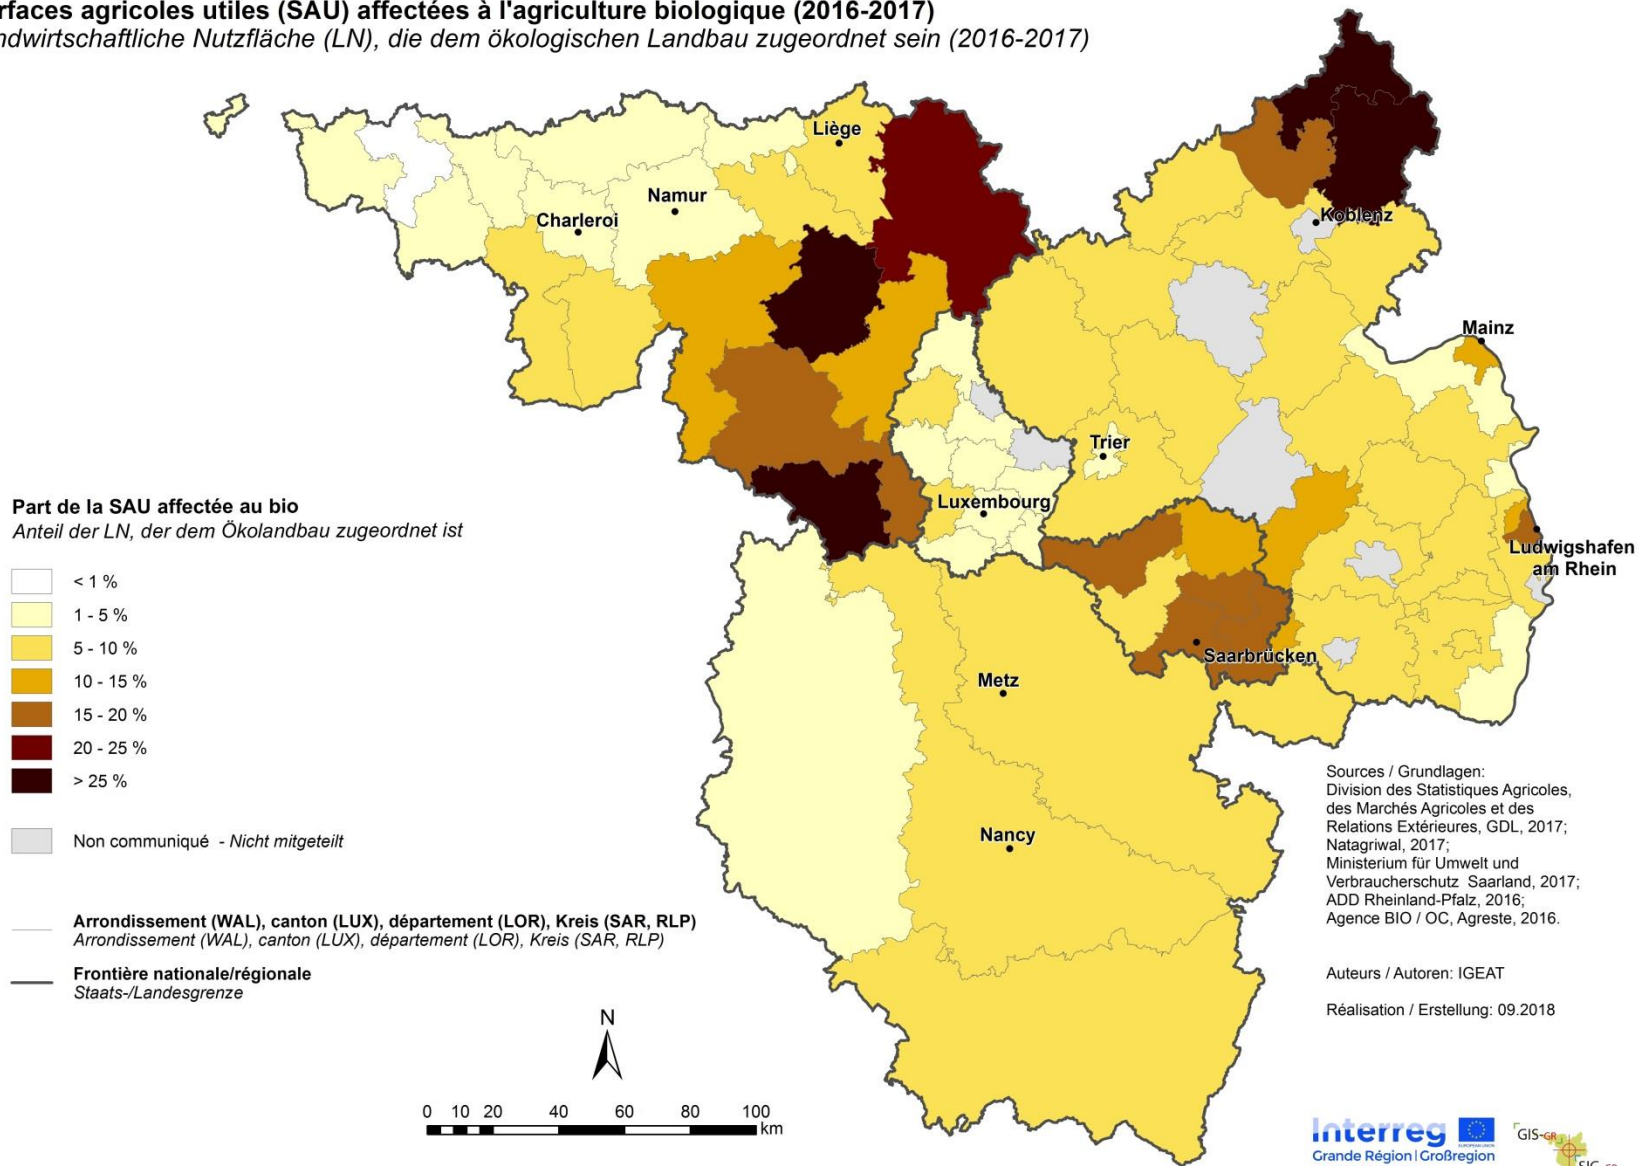 rfaces agricoles utiles (SAU) affectées à l'agriculture biologique (2016-2017)
ndwirtschaftliche Nutzfläche (LN), die dem ökologischen Landbau zugeordnet sein (2016-2017)
Liège
Namur
Charleroi
Koblenz
Mainz
Trier
Luxembourg
Ludwigshafen
am Rhein
Saarbrücken
Metz
Nancy
Part de la SAU affectée au bio
Anteil der LN, der dem Ökolandbau zugeordnet ist
< 1 %
1 - 5 %
5 - 10 %
10 - 15 %
15 - 20 %
20 - 25 %
> 25 %
Non communiqué - Nicht mitgeteilt
Arrondissement (WAL), canton (LUX), département (LOR), Kreis (SAR, RLP)
Arrondissement (WAL), canton (LUX), département (LOR), Kreis (SAR, RLP)
Frontière nationale/régionale
Staats-/Landesgrenze
N
0 10 20 40 60 80 100
km
Sources / Grundlagen:
Division des Statistiques Agricoles,
des Marchés Agricoles et des
Relations Extérieures, GDL, 2017;
Natagriwal, 2017;
Ministerium für Umwelt und
Verbraucherschutz Saarland, 2017;
ADD Rheinland-Pfalz, 2016;
Agence BIO / OC, Agreste, 2016.
Auteurs / Autoren: IGEAT
Réalisation / Erstellung: 09.2018
Interreg
EUROPEAN UNION
Grande Région | Großregion
GIS-GR
SIG-GR